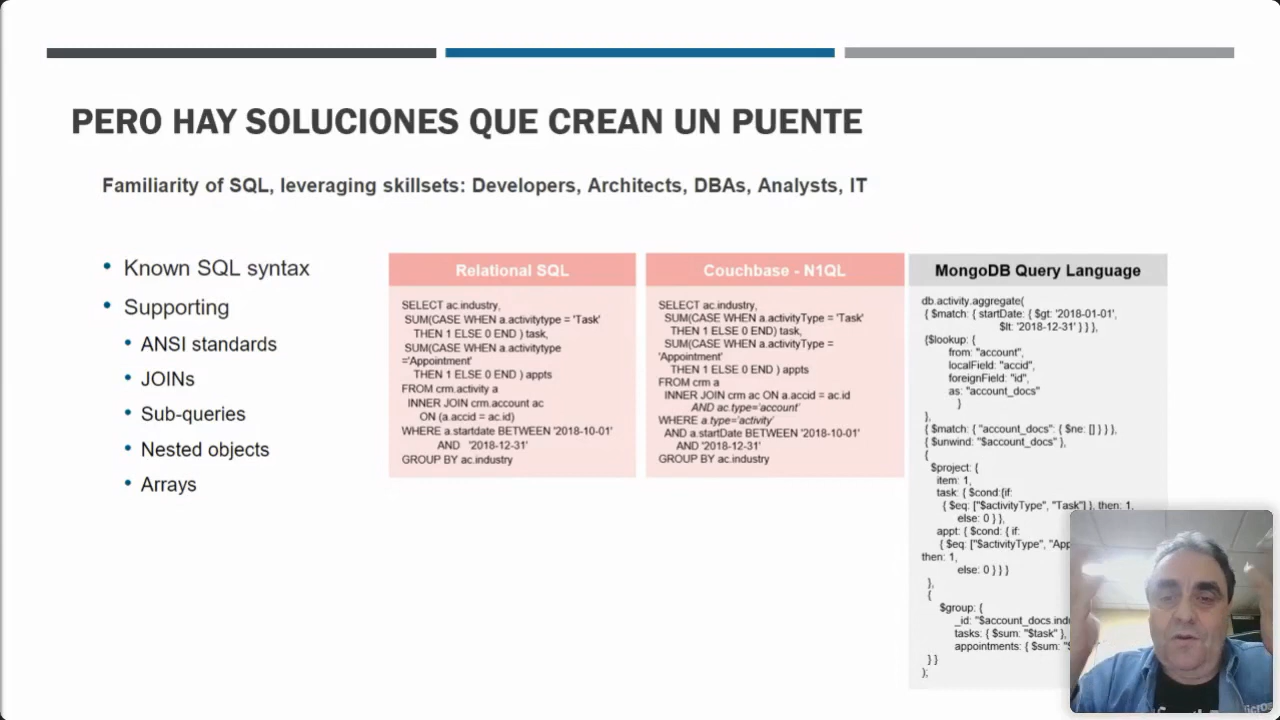 PERO HAY SOLUCIONES QUE CREAN UN PUENTE
Familiarity of SQL, leveraging skillsets: Developers, Architects, DBAs, Analysts, IT
• Known SQL syntax
• Supporting
• ANSI standards
• JOINs
• Sub-queries
• Nested objects
• Arrays
Relational SQL
SELECT ac.industry,
SUM(CASE WHEN a.activitytype = 'Task'
THEN 1 ELSE 0 END ) task,
SUM(CASE WHEN a.activitytype
='Appointment'
THEN 1 ELSE 0 END ) appts
FROM crm.activity a
INNER JOIN crm.account ac
ON (a.accid = ac.id)
WHERE a.startdate BETWEEN '2018-10-01'
AND '2018-12-31'
GROUP BY ac.industry
Couchbase - N1QL
SELECT ac.industry,
SUM(CASE WHEN a.activityType = 'Task'
THEN 1 ELSE 0 END) task,
SUM(CASE WHEN a.activityType =
'Appointment'
THEN 1 ELSE 0 END ) appts
FROM crm a
INNER JOIN crm ac ON a.accid = ac.id
AND ac.type='account'
WHERE a.type='activity'
AND a.startDate BETWEEN '2018-10-01'
AND '2018-12-31'
GROUP BY ac.industry
MongoDB Query Language
db.activity.aggregate(
{ $match: { startDate: { $gt: '2018-01-01',
$lt: '2018-12-31' } } },
{$lookup: {
from: "account",
localField: "accid",
foreignField: "id",
as: "account_docs"
}
},
{ $match: { "account_docs": { $ne: [] } } },
{ $unwind: "$account_docs" },
{
$project: {
item: 1,
task: { $cond:{if:
{ $eq: ["$activityType", "Task"] }, then: 1,
else: 0 } },
appt: { $cond: { if:
{ $eq: ["$activityType",
then: 1,
else: 0 } } }
},
{
$group: {
_id:
tasks: { $sum: "$task" },
appointments: { $sum:
} }
);